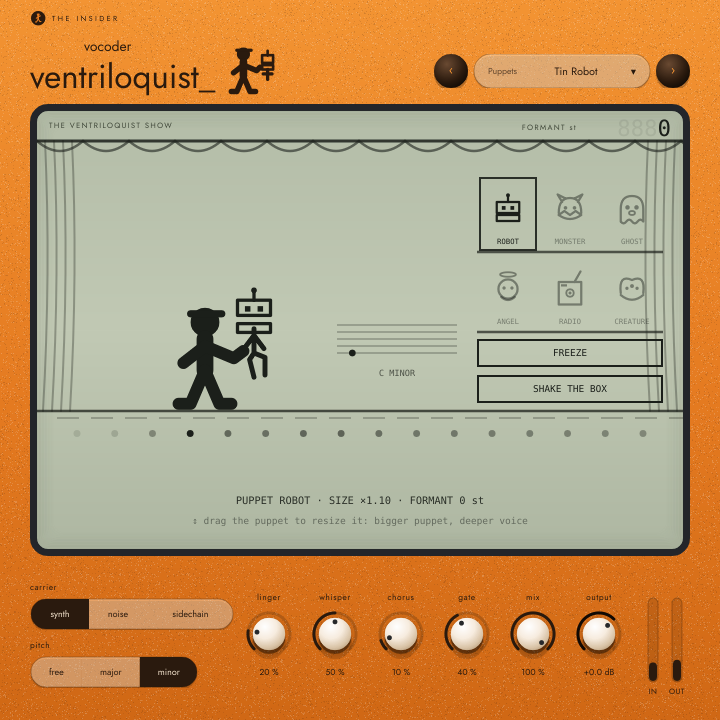 THE INSIDER
vocoder
ventriloquist_
Puppets Tin Robot ▾
THE VENTRILOQUIST SHOW
FORMANT st 0
ROBOT MONSTER GHOST
ANGEL RADIO CREATURE
FREEZE
C MINOR
SHAKE THE BOX
PUPPET ROBOT · SIZE ×1.10 · FORMANT 0 st
↕ drag the puppet to resize it: bigger puppet, deeper voice
carrier
synth noise sidechain
pitch
free major minor
linger whisper chorus gate mix output
20 % 50 % 10 % 40 % 100 % +0.0 dB
IN OUT